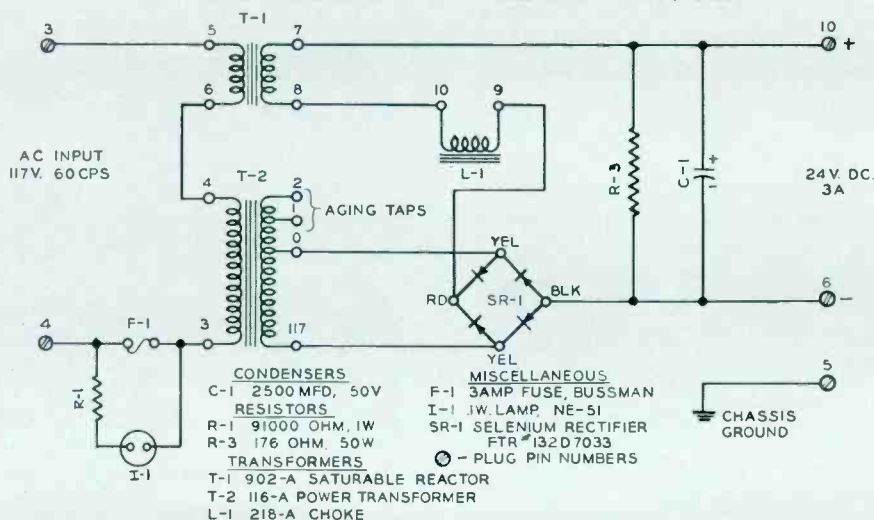 T-1
3
5
7
10
+
6
8
10
9
AC INPUT
117V. 60CPS
L-1
R-3
C-1
+
-
24V. DC.
3A
4
T-2
2
1
0
AGING TAPS
YEL
RD
SR-1
BLK
6
-
4
F-1
3
117
YEL
5
R-1
I-1
CHASSIS
GROUND
CONDENSERS
C-1 2500 MFD, 50V
RESISTORS
R-1 91000 OHM, 1W
R-3 176 OHM, 50W
TRANSFORMERS
T-1 902-A SATURABLE REACTOR
T-2 116-A POWER TRANSFORMER
L-1 218-A CHOKE
MISCELLANEOUS
F-1 3AMP FUSE, BUSSMAN
I-1 .1W. LAMP, NE-51
SR-1 SELENIUM RECTIFIER
FTR #132D7033
- PLUG PIN NUMBERS